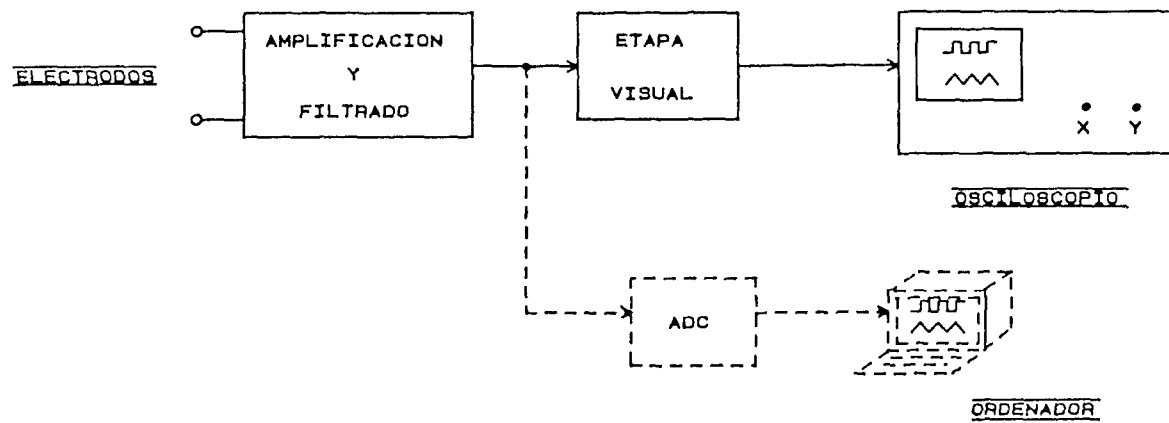 ELECTRODOS
AMPLIFICACION
Y
FILTRADO
ETAPA
VISUAL
X Y
OSCILOSCOPIO
ADC
ORDENADOR